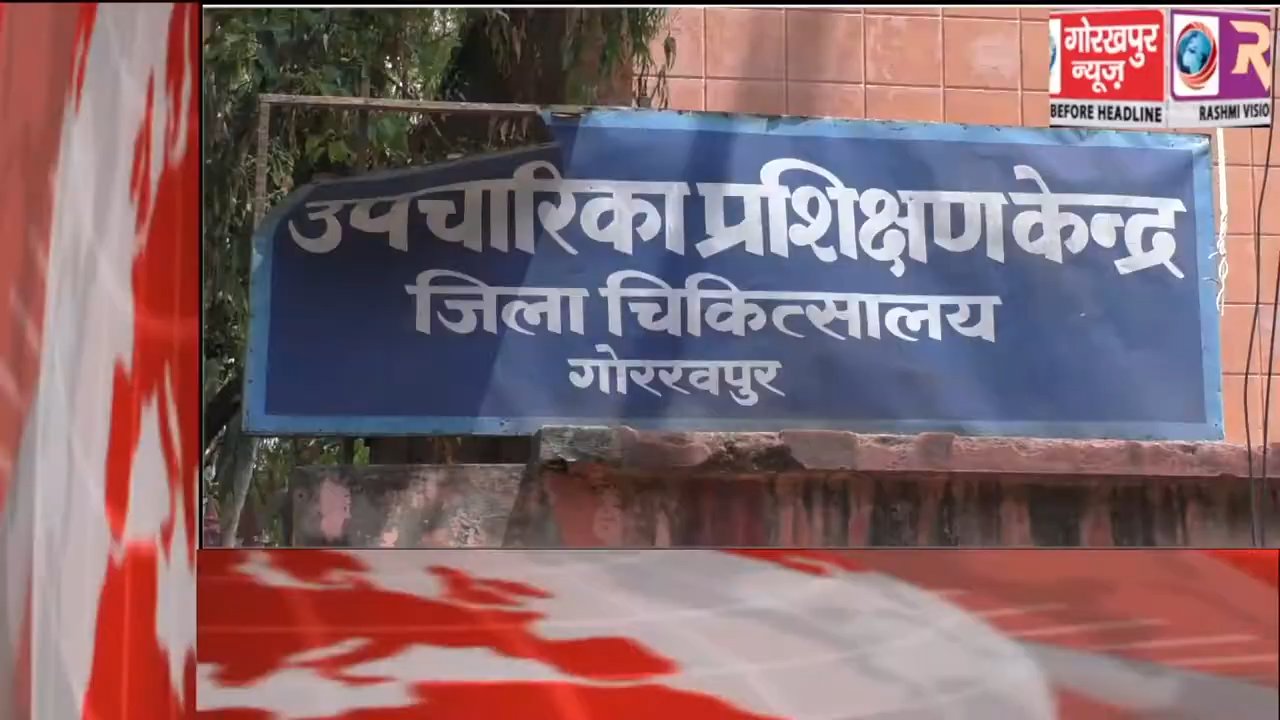 उपचारिका प्रशिक्षण केन्द्र
जिला चिकित्सालय
गोरखपुर
गोरखपुर
न्यूज़
BEFORE HEADLINE
R
RASHMI VISIO